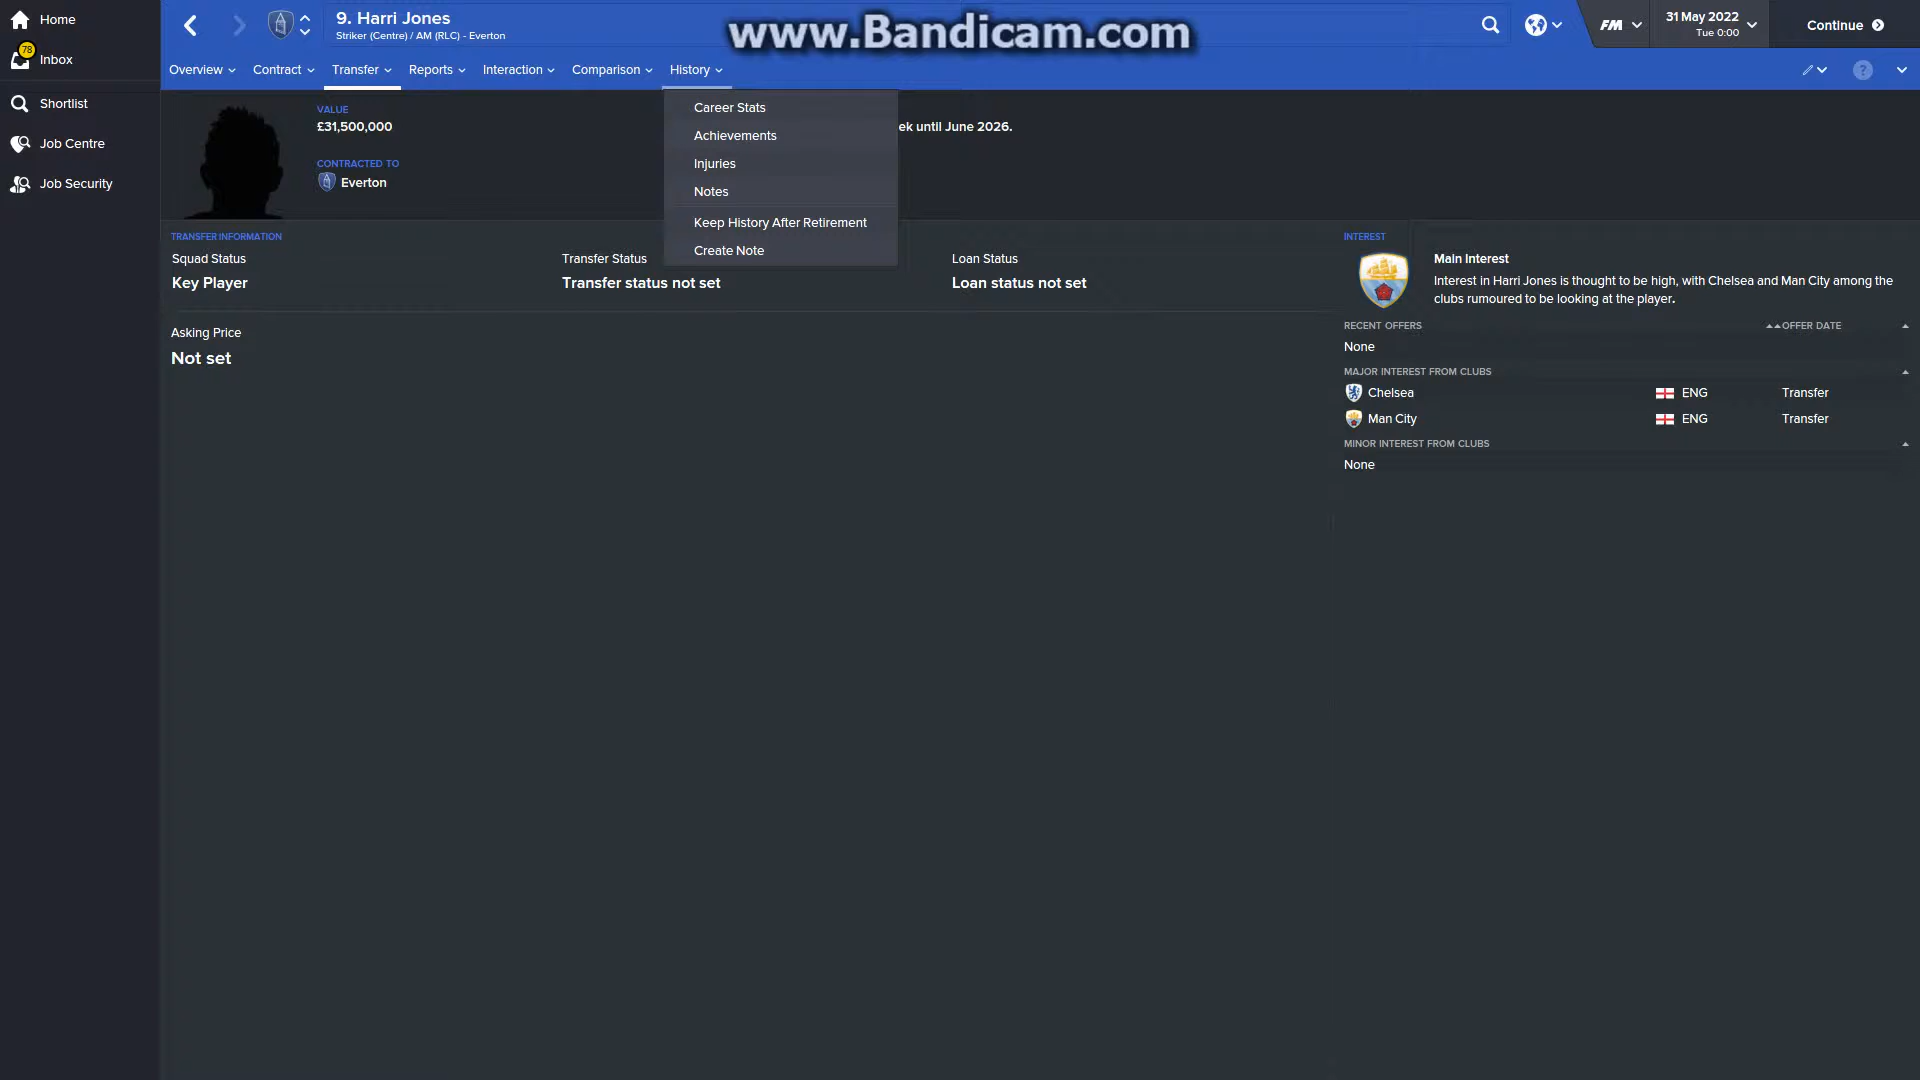 Home
78
Inbox
Shortlist
Job Centre
Job Security
9. Harri Jones
Striker (Centre) / AM (RLC) - Everton
www.Bandicam.com
FM
31 May 2022
Tue 0:00
Continue
Overview
Contract
Transfer
Reports
Interaction
Comparison
History
?
Career Stats
Achievements
Injuries
Notes
Keep History After Retirement
Create Note
VALUE
£31,500,000
ek until June 2026.
CONTRACTED TO
Everton
TRANSFER INFORMATION
Squad Status
Key Player
Transfer Status
Transfer status not set
Loan Status
Loan status not set
Asking Price
Not set
INTEREST
Main Interest
Interest in Harri Jones is thought to be high, with Chelsea and Man City among the
clubs rumoured to be looking at the player.
RECENT OFFERS
OFFER DATE
None
MAJOR INTEREST FROM CLUBS
Chelsea ENG Transfer
Man City ENG Transfer
MINOR INTEREST FROM CLUBS
None